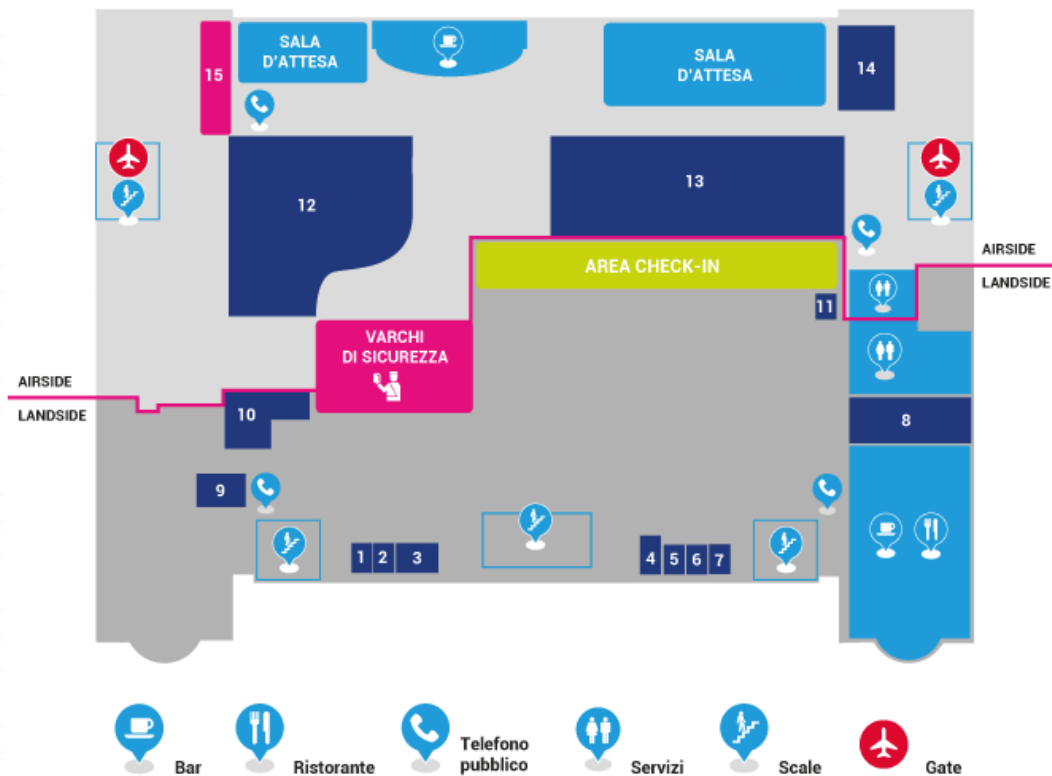 SALA
D'ATTESA
SALA
D'ATTESA
15
14
12
13
AREA CHECK-IN
AIRSIDE
LANDSIDE
11
VARCHI
DI SICUREZZA
AIRSIDE
LANDSIDE
10
8
9
1 2 3
4 5 6 7
Bar
Ristorante
Telefono
pubblico
Servizi
Scale
Gate